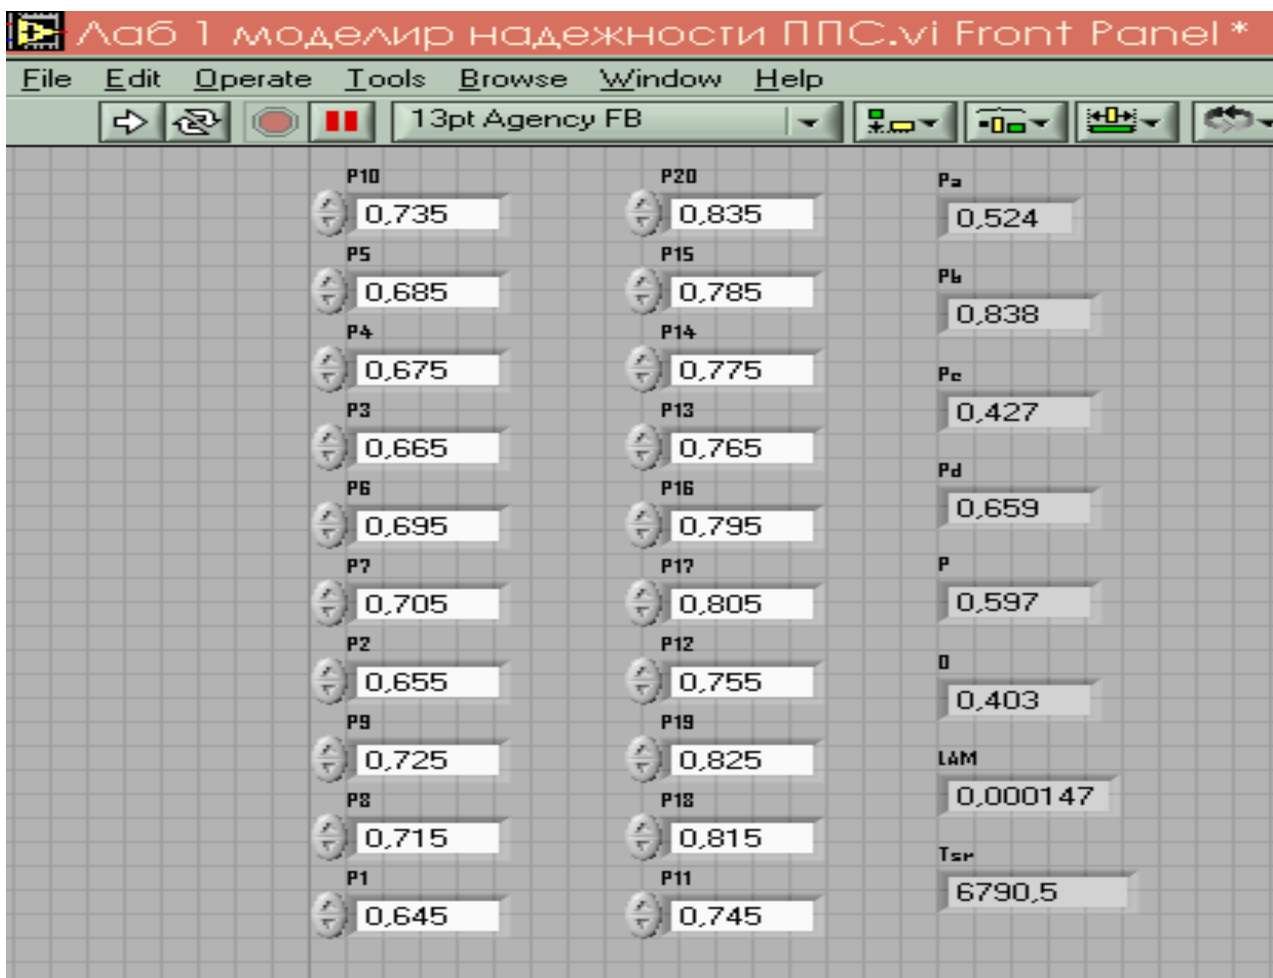 Лаб 1 моделир надежности ППС.vi Front Panel *
File Edit Operate Tools Browse Window Help
13pt Agency FB
P10 P20 Pa
0,735 0,835 0,524
P5 P15 Pb
0,685 0,785 0,838
P4 P14 Pc
0,675 0,775 0,427
P3 P13
0,665 0,765
P6 P16 Pd
0,695 0,795 0,659
P7 P17 P
0,705 0,805 0,597
P2 P12 Q
0,655 0,755 0,403
P9 P19 LAM
0,725 0,825 0,000147
P8 P18
0,715 0,815
P1 P11 Tsr
0,645 0,745 6790,5